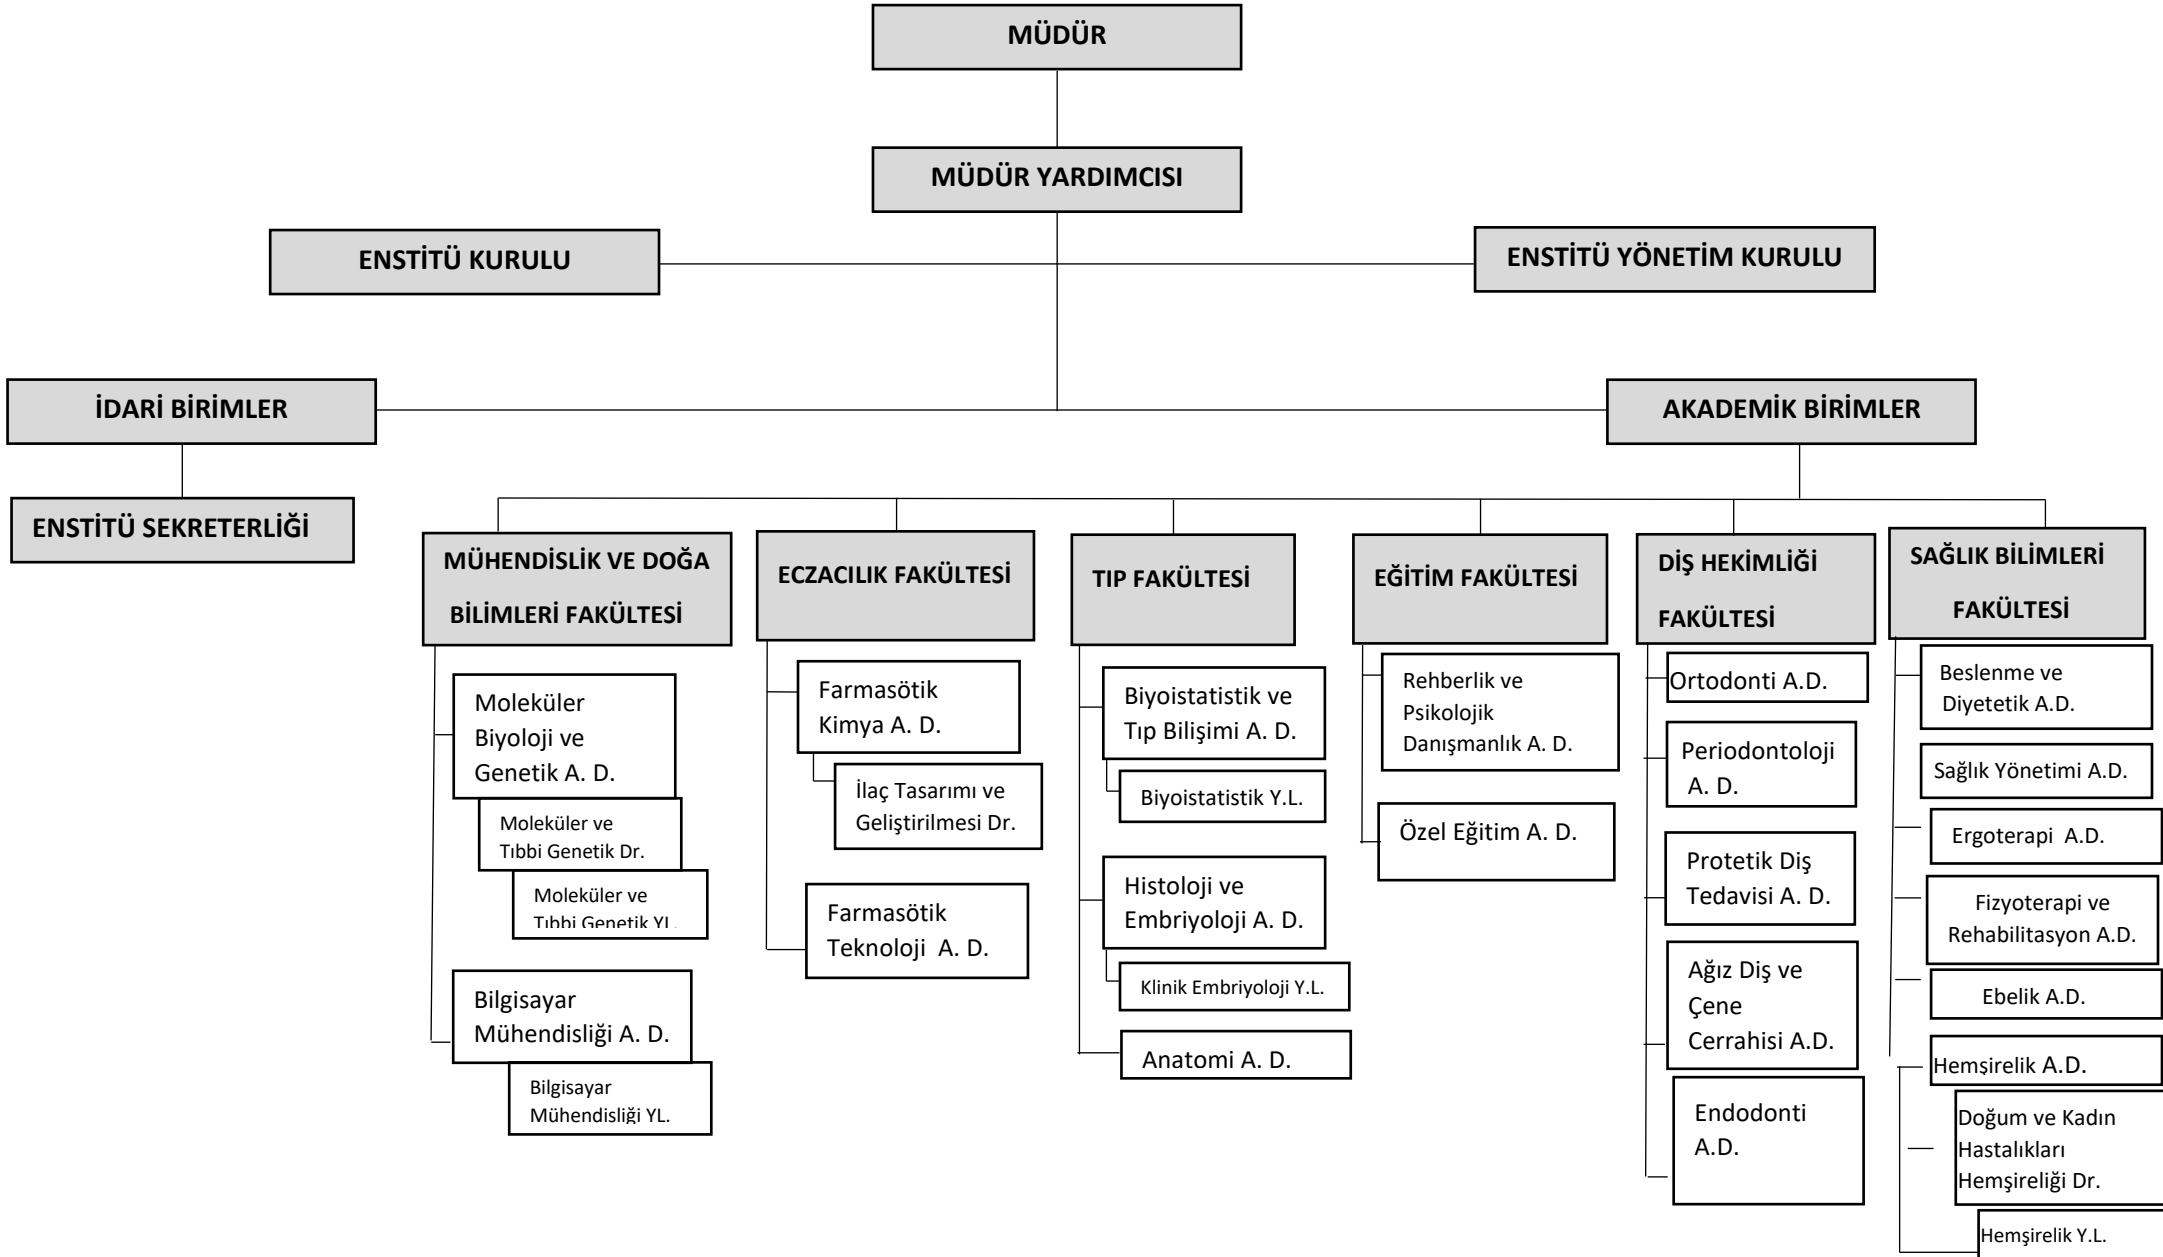 MÜDÜR
MÜDÜR YARDIMCISI
ENSTİTÜ KURULU
ENSTİTÜ YÖNETİM KURULU
İDARİ BİRİMLER
AKADEMİK BİRİMLER
ENSTİTÜ SEKRETERLİĞİ
MÜHENDİSLİK VE DOĞA
BİLİMLERİ FAKÜLTESİ
Moleküler
Biyoloji ve
Genetik A. D.
Moleküler ve
Tıbbi Genetik Dr.
Moleküler ve
Tıbbi Genetik YL.
Bilgisayar
Mühendisliği A. D.
Bilgisayar
Mühendisliği YL.
ECZACILIK FAKÜLTESİ
Farmasötik
Kimya A. D.
İlaç Tasarımı ve
Geliştirilmesi Dr.
Farmasötik
Teknoloji A. D.
TIP FAKÜLTESİ
Biyoistatistik ve
Tıp Bilişimi A. D.
Biyoistatistik Y.L.
Histoloji ve
Embriyoloji A. D.
Klinik Embriyoloji Y.L.
Anatomi A. D.
EĞİTİM FAKÜLTESİ
Rehberlik ve
Psikolojik
Danışmanlık A. D.
Özel Eğitim A. D.
DİŞ HEKİMLİĞİ
FAKÜLTESİ
Ortodonti A.D.
Periodontoloji
A. D.
Protetik Diş
Tedavisi A. D.
Ağız Diş ve
Çene
Cerrahisi A.D.
Endodonti
A.D.
SAĞLIK BİLİMLERİ
FAKÜLTESİ
Beslenme ve
Diyetetik A.D.
Sağlık Yönetimi A.D.
Ergoterapi A.D.
Fizyoterapi ve
Rehabilitasyon A.D.
Ebelik A.D.
Hemşirelik A.D.
Doğum ve Kadın
Hastalıkları
Hemşireliği Dr.
Hemşirelik Y.L.